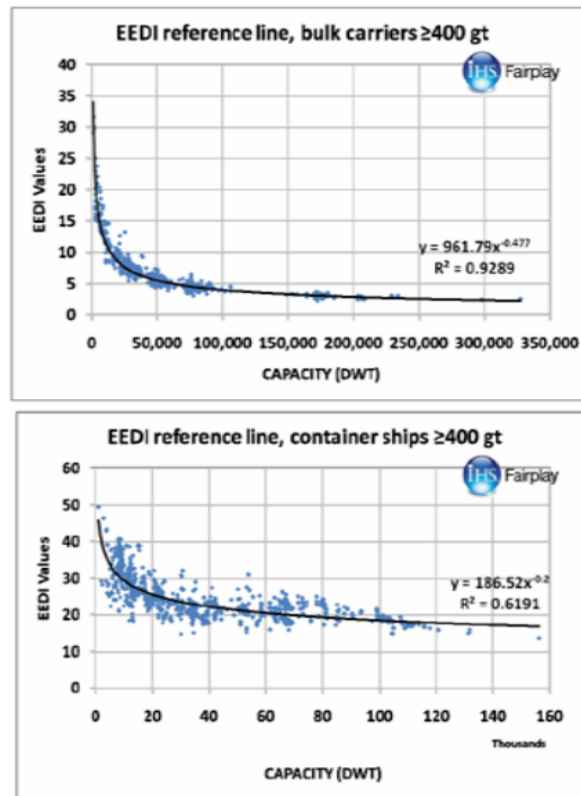 EEDI reference line, bulk carriers ≥400 gt
IHS Fairplay
40
35
30
25
20
15
10
5
0
EEDI Values
y = 961.79x^-0.477
R² = 0.9289
0 50,000 100,000 150,000 200,000 250,000 300,000 350,000
CAPACITY (DWT)
EEDI reference line, container ships ≥400 gt
IHS Fairplay
60
50
40
30
20
10
0
EEDI Values
y = 186.52x^-0.2
R² = 0.6191
0 20 40 60 80 100 120 140 160
Thousands
CAPACITY (DWT)